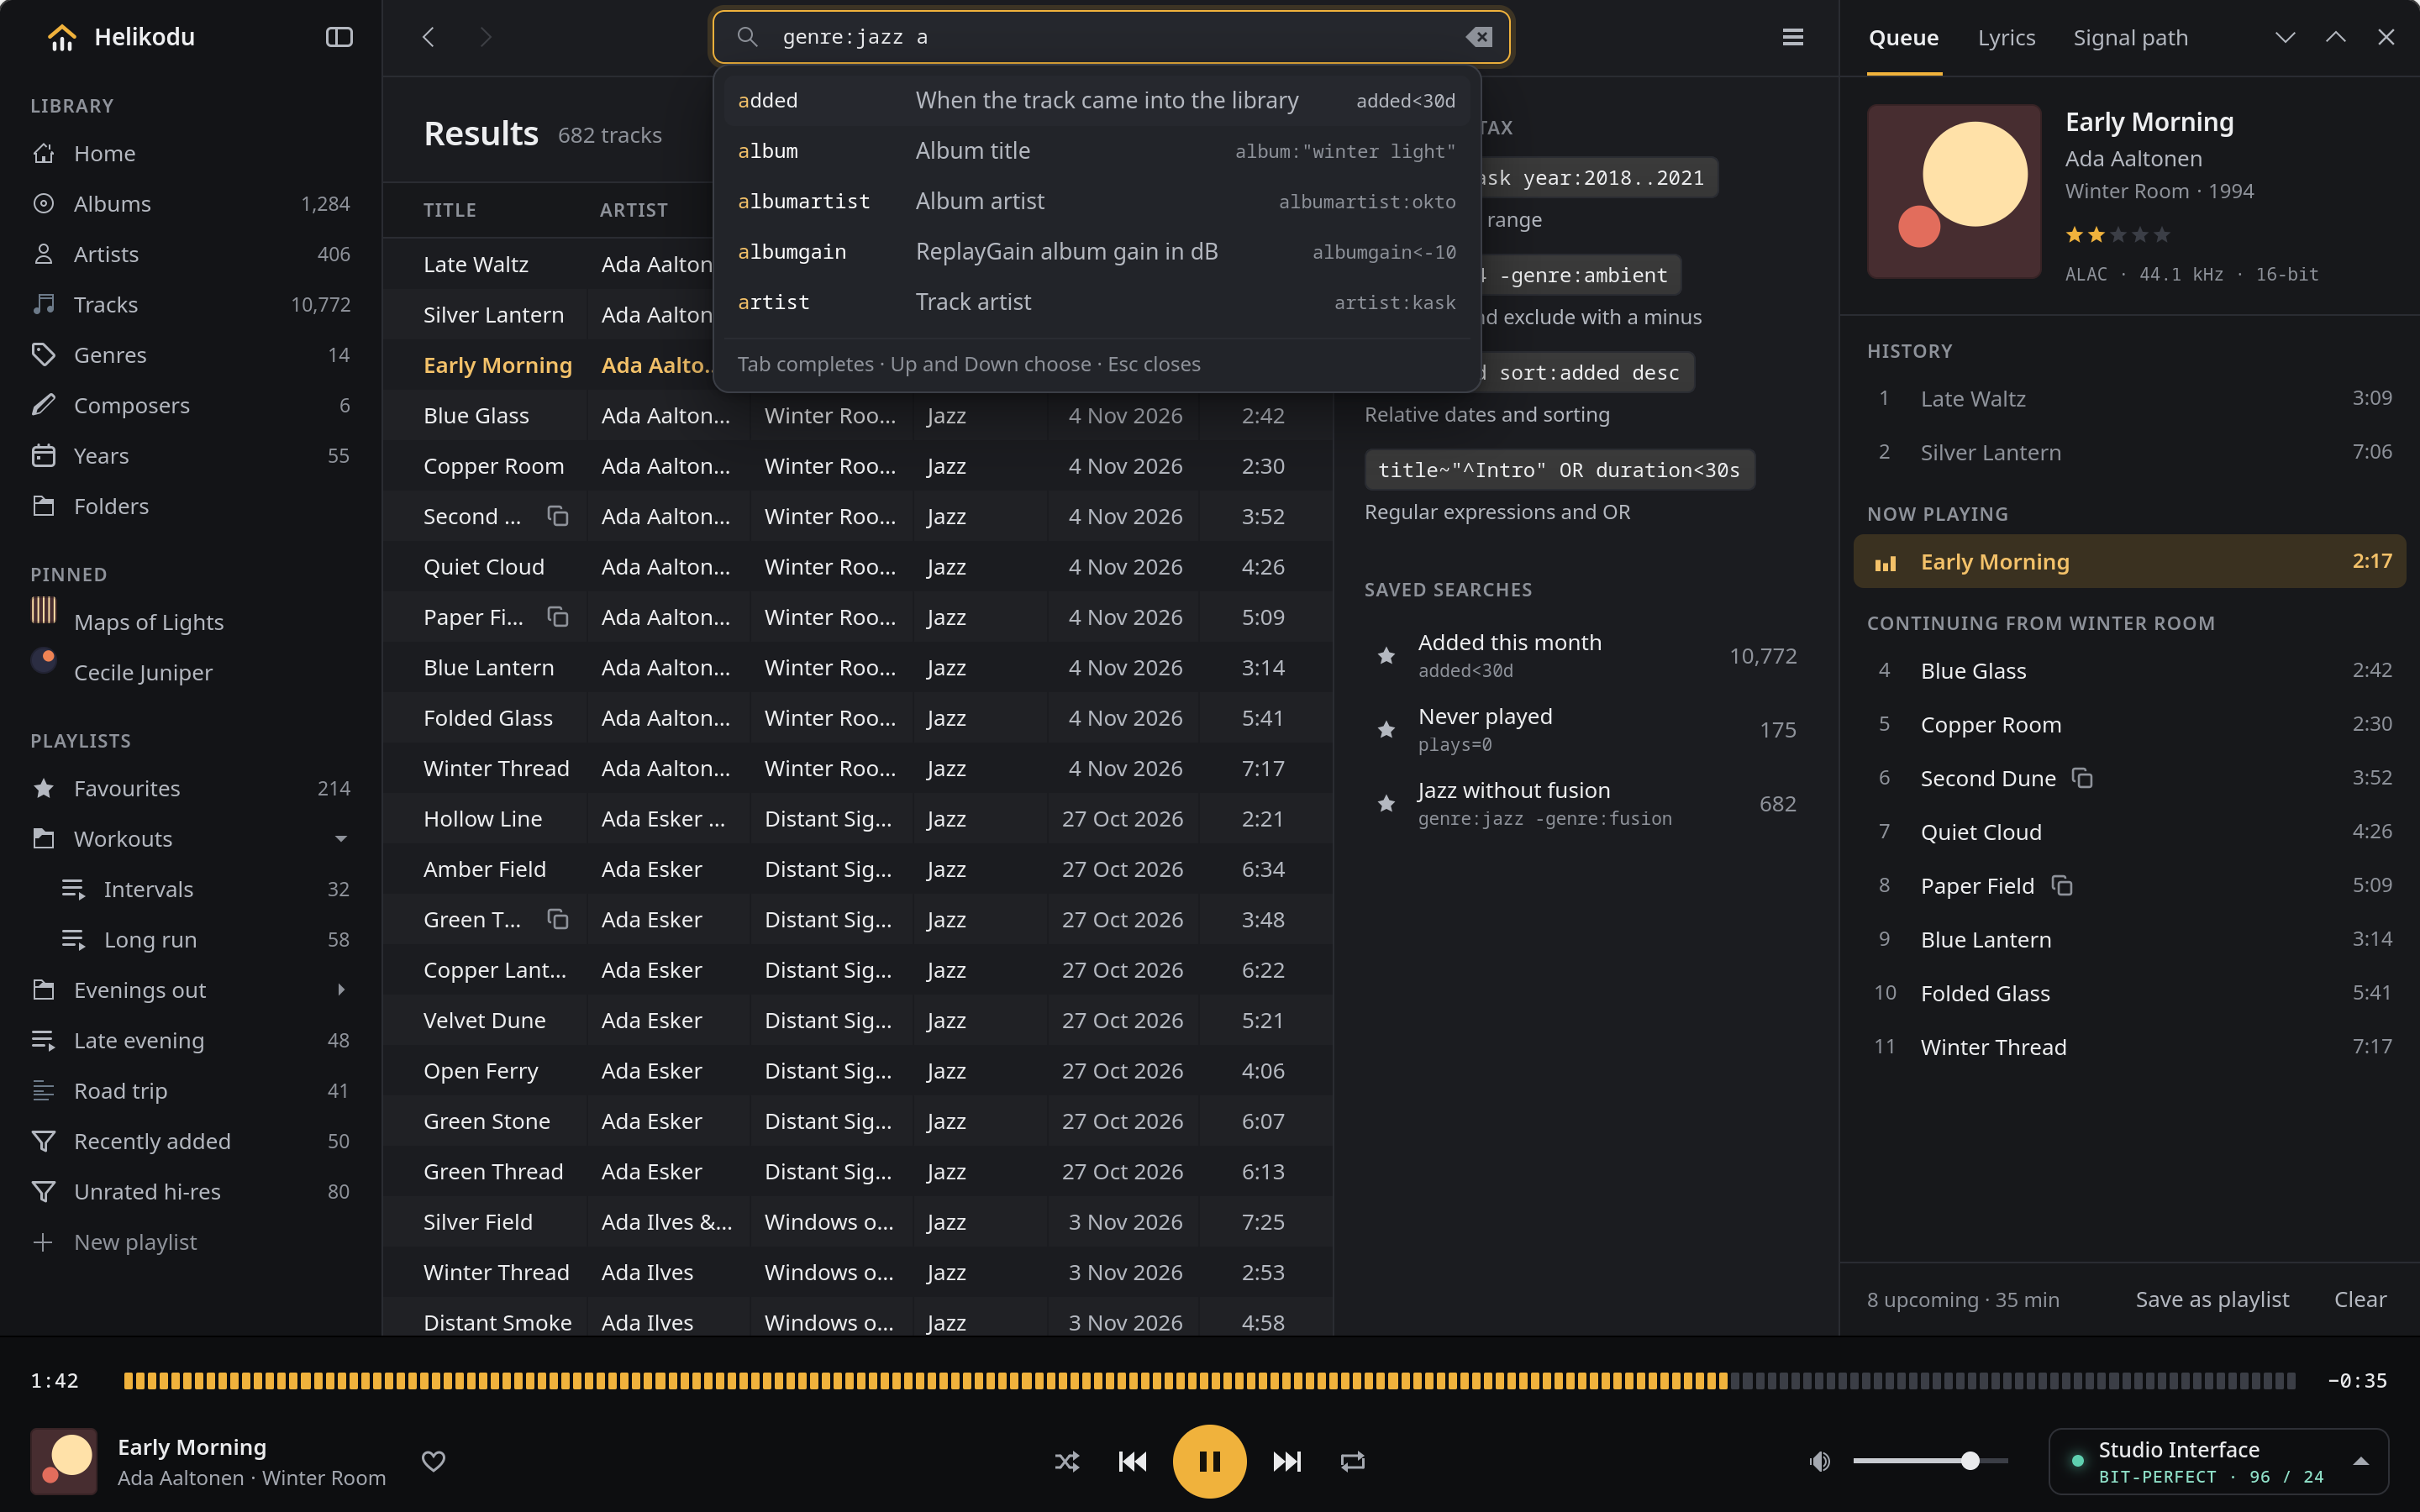 Helikodu
LIBRARY
Home
Albums 1,284
Artists 406
Tracks 10,772
Genres 14
Composers 6
Years 55
Folders
PINNED
Maps of Lights
Cecile Juniper
PLAYLISTS
Favourites 214
Workouts
Intervals 32
Long run 58
Evenings out
Late evening 48
Road trip 41
Recently added 50
Unrated hi-res 80
New playlist
genre:jazz a
added When the track came into the library added<30d
album Album title album:"winter light"
albumartist Album artist albumartist:okto
albumgain ReplayGain album gain in dB albumgain<-10
artist Track artist artist:kask
Tab completes · Up and Down choose · Esc closes
Results 682 tracks
TITLE ARTIST
Late Waltz Ada Aalton
Silver Lantern Ada Aalton
Early Morning Ada Aalto...
Blue Glass Ada Aalton... Winter Roo... Jazz 4 Nov 2026 2:42
Copper Room Ada Aalton... Winter Roo... Jazz 4 Nov 2026 2:30
Second ... Ada Aalton... Winter Roo... Jazz 4 Nov 2026 3:52
Quiet Cloud Ada Aalton... Winter Roo... Jazz 4 Nov 2026 4:26
Paper Fi... Ada Aalton... Winter Roo... Jazz 4 Nov 2026 5:09
Blue Lantern Ada Aalton... Winter Roo... Jazz 4 Nov 2026 3:14
Folded Glass Ada Aalton... Winter Roo... Jazz 4 Nov 2026 5:41
Winter Thread Ada Aalton... Winter Roo... Jazz 4 Nov 2026 7:17
Hollow Line Ada Esker ... Distant Sig... Jazz 27 Oct 2026 2:21
Amber Field Ada Esker Distant Sig... Jazz 27 Oct 2026 6:34
Green T... Ada Esker Distant Sig... Jazz 27 Oct 2026 3:48
Copper Lant... Ada Esker Distant Sig... Jazz 27 Oct 2026 6:22
Velvet Dune Ada Esker Distant Sig... Jazz 27 Oct 2026 5:21
Open Ferry Ada Esker Distant Sig... Jazz 27 Oct 2026 4:06
Green Stone Ada Esker Distant Sig... Jazz 27 Oct 2026 6:07
Green Thread Ada Esker Distant Sig... Jazz 27 Oct 2026 6:13
Silver Field Ada Ilves &... Windows o... Jazz 3 Nov 2026 7:25
Winter Thread Ada Ilves Windows o... Jazz 3 Nov 2026 2:53
Distant Smoke Ada Ilves Windows o... Jazz 3 Nov 2026 4:58
TAX
ask year:2018..2021
range
-genre:ambient
nd exclude with a minus
d sort:added desc
Relative dates and sorting
title~"^Intro" OR duration<30s
Regular expressions and OR
SAVED SEARCHES
Added this month 10,772
added<30d
Never played 175
plays=0
Jazz without fusion 682
genre:jazz -genre:fusion
Queue Lyrics Signal path
Early Morning
Ada Aaltonen
Winter Room · 1994
ALAC · 44.1 kHz · 16-bit
HISTORY
1 Late Waltz 3:09
2 Silver Lantern 7:06
NOW PLAYING
Early Morning 2:17
CONTINUING FROM WINTER ROOM
4 Blue Glass 2:42
5 Copper Room 2:30
6 Second Dune 3:52
7 Quiet Cloud 4:26
8 Paper Field 5:09
9 Blue Lantern 3:14
10 Folded Glass 5:41
11 Winter Thread 7:17
8 upcoming · 35 min Save as playlist Clear
1:42 −0:35
Early Morning
Ada Aaltonen · Winter Room
Studio Interface
BIT-PERFECT · 96 / 24